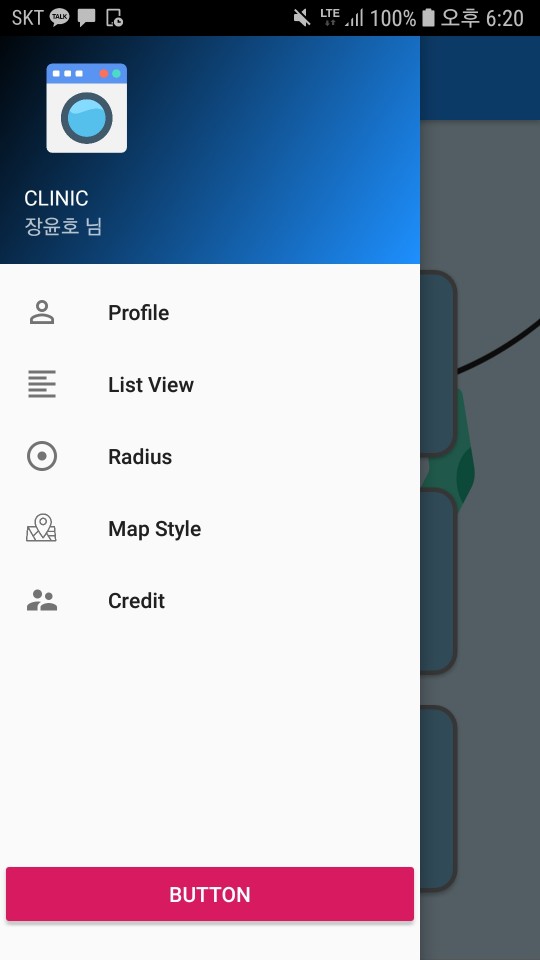 SKT TALK LTE 100% 오후 6:20
CLINIC
장윤호 님
Profile
List View
Radius
Map Style
Credit
BUTTON